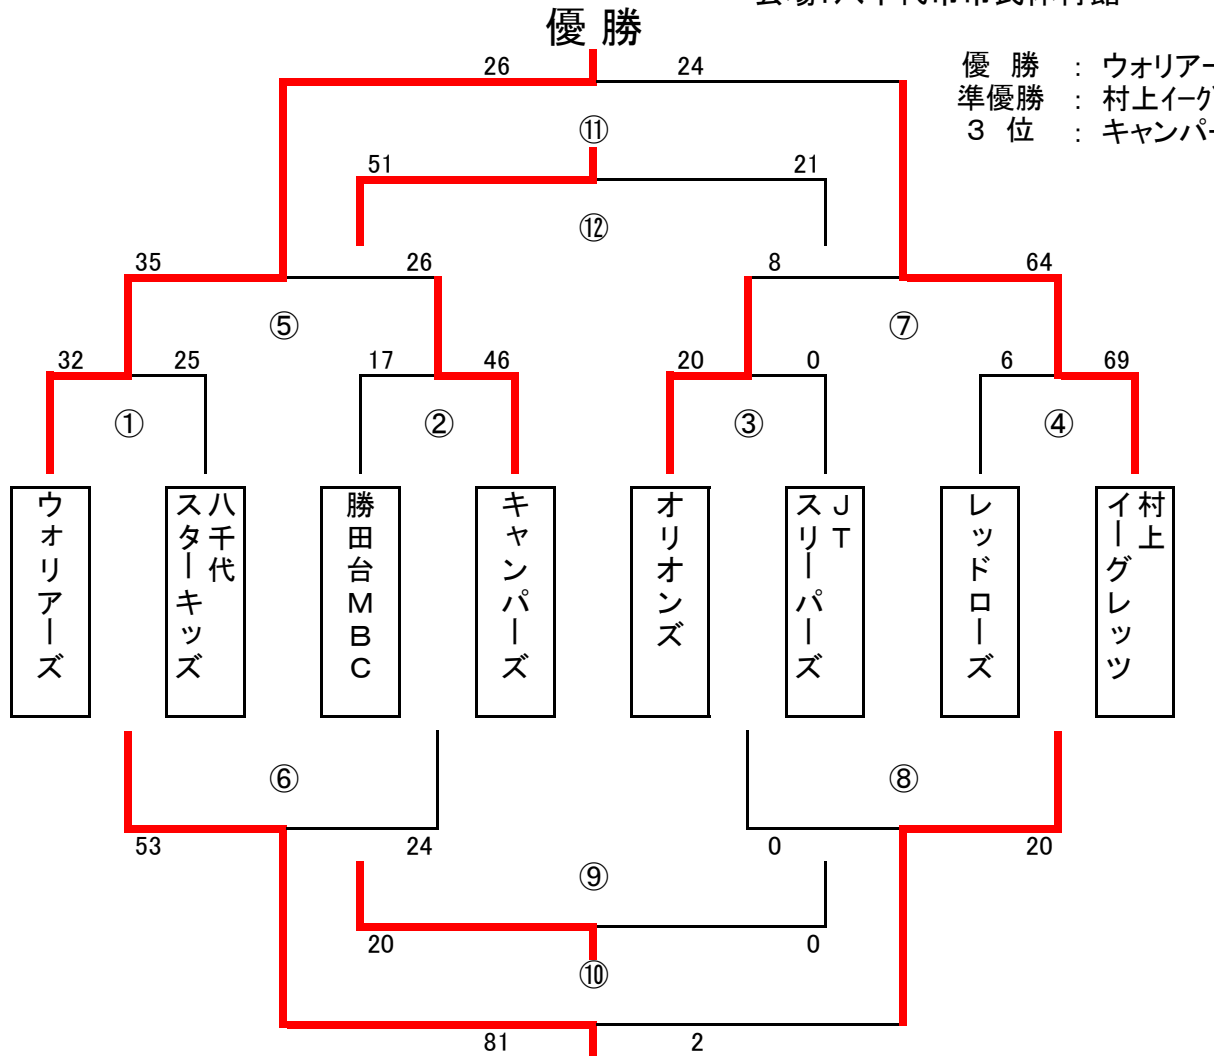 優 勝
26 24
優 勝 : ウォリアー
準優勝 : 村上イーグ
3 位 : キャンパー
⑪
51 21
⑫
35 26 8 64
⑤ ⑦
32 25 17 46 20 0 6 69
① ② ③ ④
ウォリアーズ
八千代
スターキッズ
勝田台MBC
キャンパーズ
オリオンズ
JT
スリーパーズ
レッドローズ
村上
イーグレッツ
⑥ ⑧
53 24 0 20
⑨
20 0
⑩
81 2